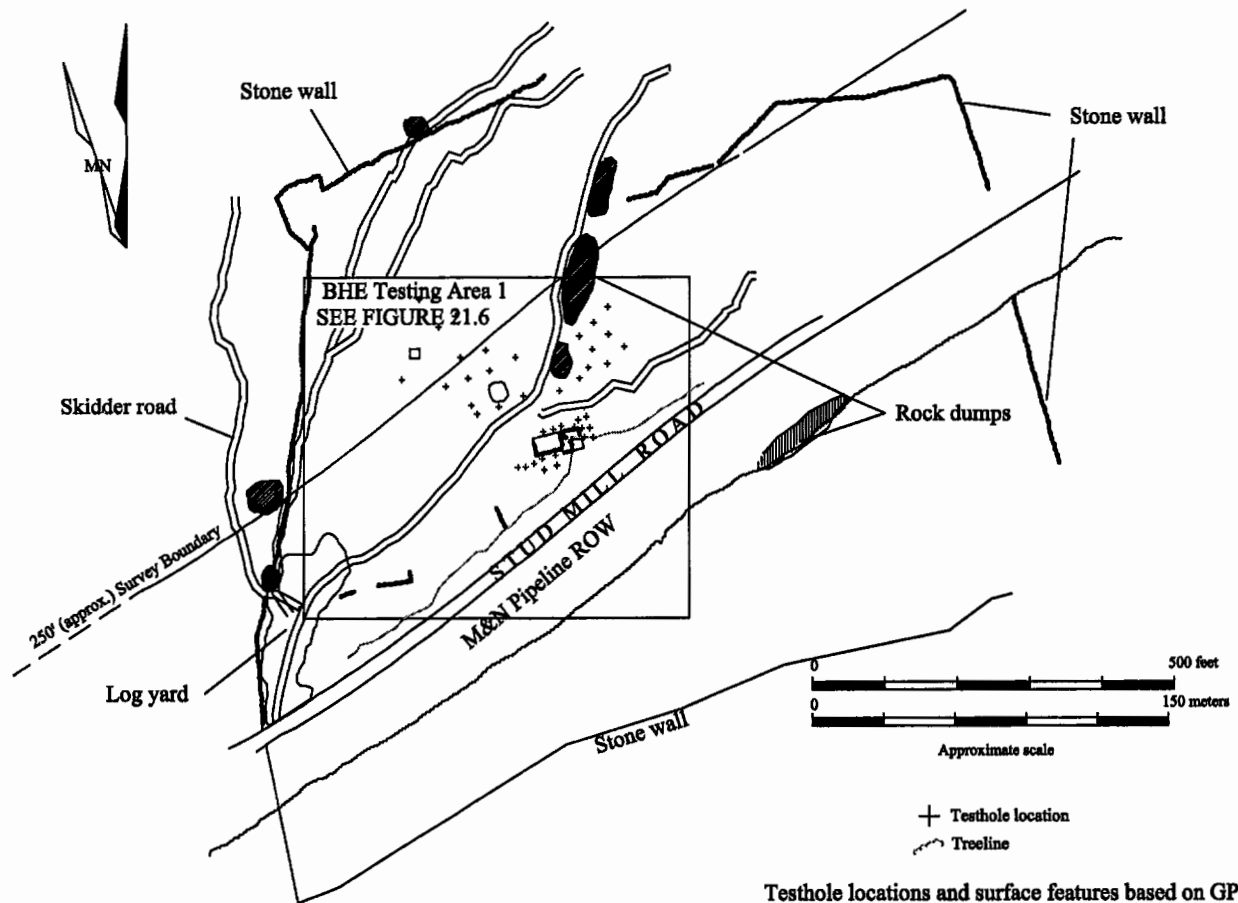 Stone wall
Stone wall
MN
BHE Testing Area 1
SEE FIGURE 21.6
Skidder road
Rock dumps
STUD MILL ROAD
M&N Pipeline ROW
250' (approx.) Survey Boundary
Log yard
Stone wall
0 500 feet
0 150 meters
Approximate scale
Testhole location
Treeline
Testhole locations and surface features based on GP